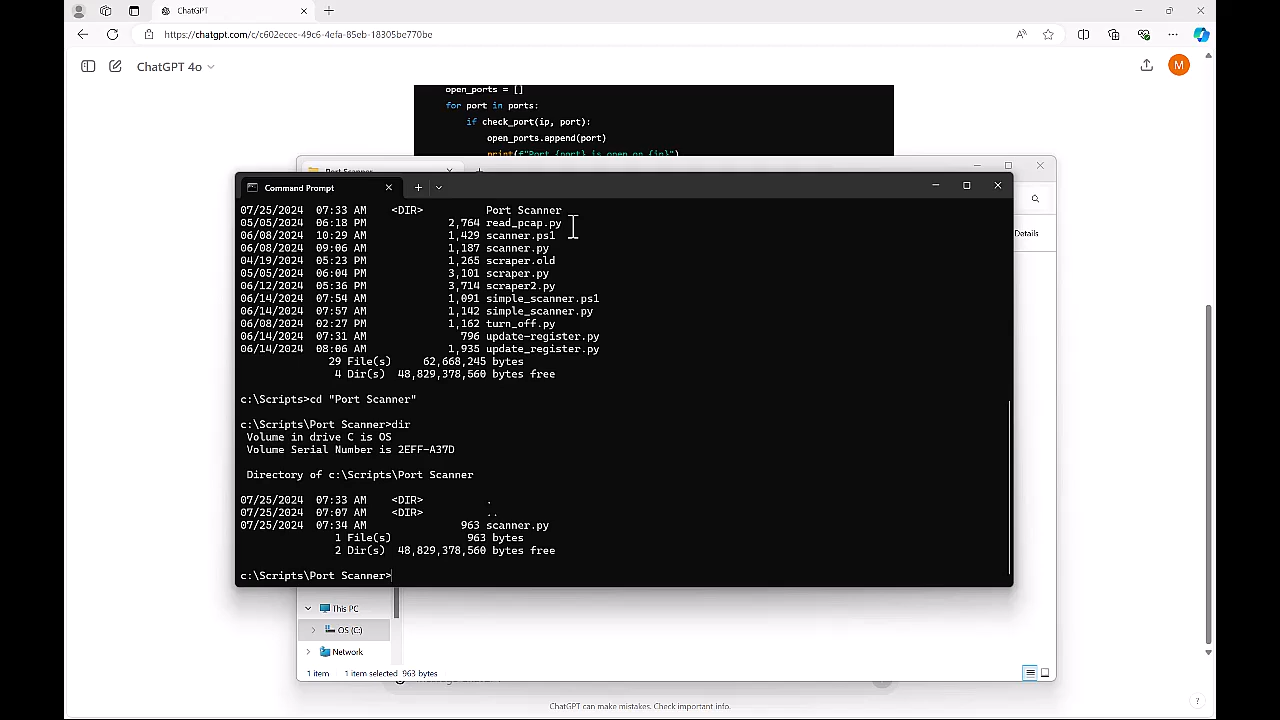 ChatGPT
https://chatgpt.com/c/c602ecec-49c6-4efa-85eb-18305be770be
ChatGPT 4o
M
open_ports = []
for port in ports:
if check_port(ip, port):
open_ports.append(port)
print(f"Port {port} is open on {ip}")
Port Scanner
Command Prompt
Details
07/25/2024 07:33 AM <DIR> Port Scanner
05/05/2024 06:18 PM 2,764 read_pcap.py
06/08/2024 10:29 AM 1,429 scanner.ps1
06/08/2024 09:06 AM 1,187 scanner.py
04/19/2024 05:23 PM 1,265 scraper.old
05/05/2024 06:04 PM 3,101 scraper.py
06/12/2024 05:36 PM 3,714 scraper2.py
06/14/2024 07:54 AM 1,091 simple_scanner.ps1
06/14/2024 07:57 AM 1,142 simple_scanner.py
06/08/2024 02:27 PM 1,162 turn_off.py
06/14/2024 07:31 AM 796 update-register.py
06/14/2024 08:06 AM 1,935 update_register.py
29 File(s) 62,668,245 bytes
4 Dir(s) 48,829,378,560 bytes free
c:\Scripts>cd "Port Scanner"
c:\Scripts\Port Scanner>dir
Volume in drive C is OS
Volume Serial Number is 2EFF-A37D
Directory of c:\Scripts\Port Scanner
07/25/2024 07:33 AM <DIR> .
07/25/2024 07:07 AM <DIR> ..
07/25/2024 07:34 AM 963 scanner.py
1 File(s) 963 bytes
2 Dir(s) 48,829,378,560 bytes free
c:\Scripts\Port Scanner>
This PC
OS (C:)
Network
1 item 1 item selected 963 bytes
ChatGPT can make mistakes. Check important info.
?